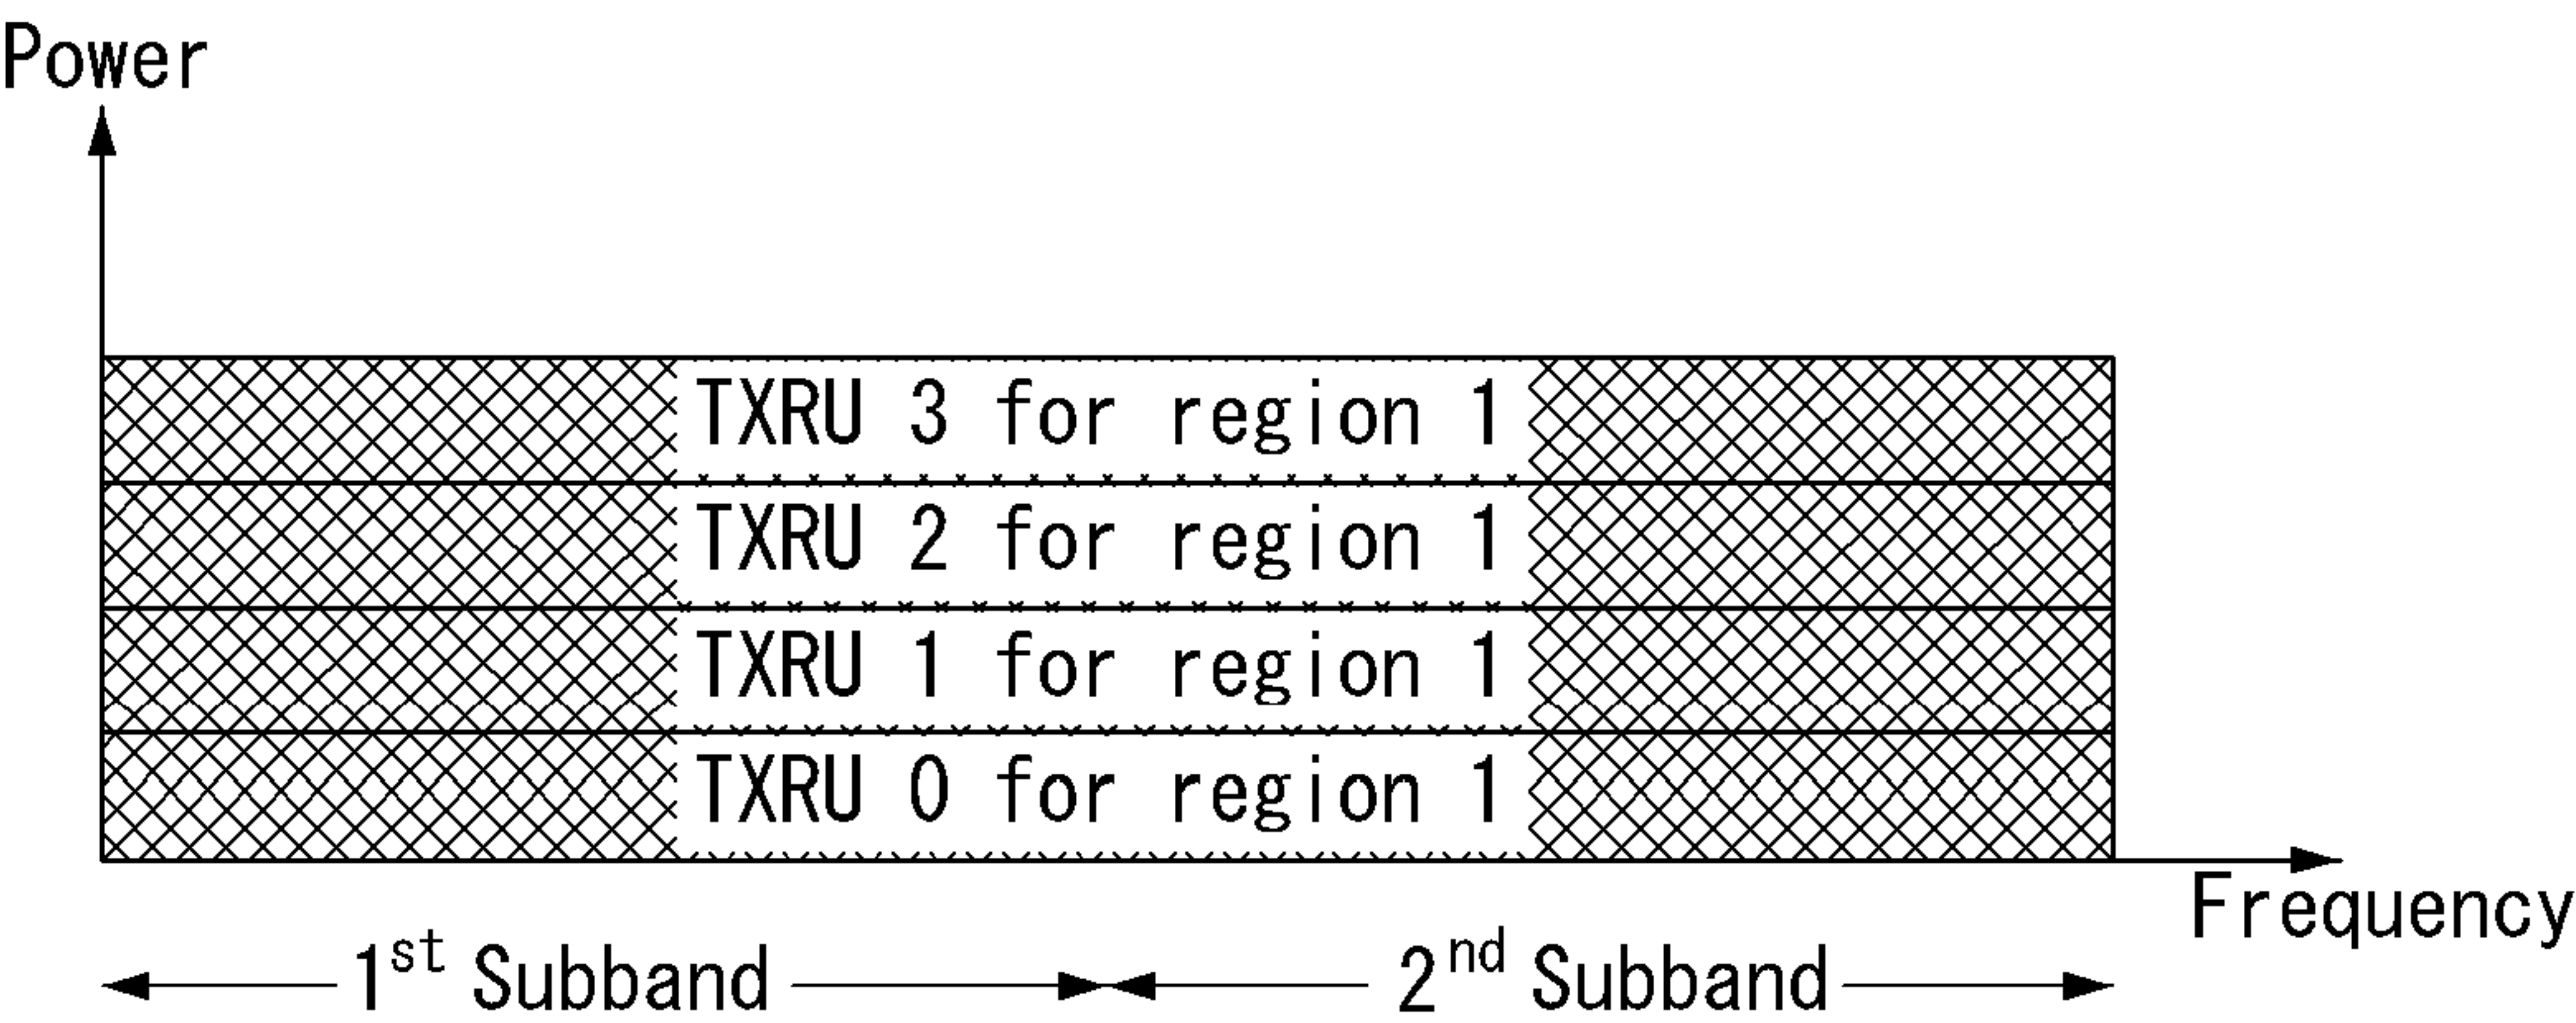 Power
TXRU 3 for region 1
TXRU 2 for region 1
TXRU 1 for region 1
TXRU 0 for region 1
Frequency
1st Subband 2nd Subband